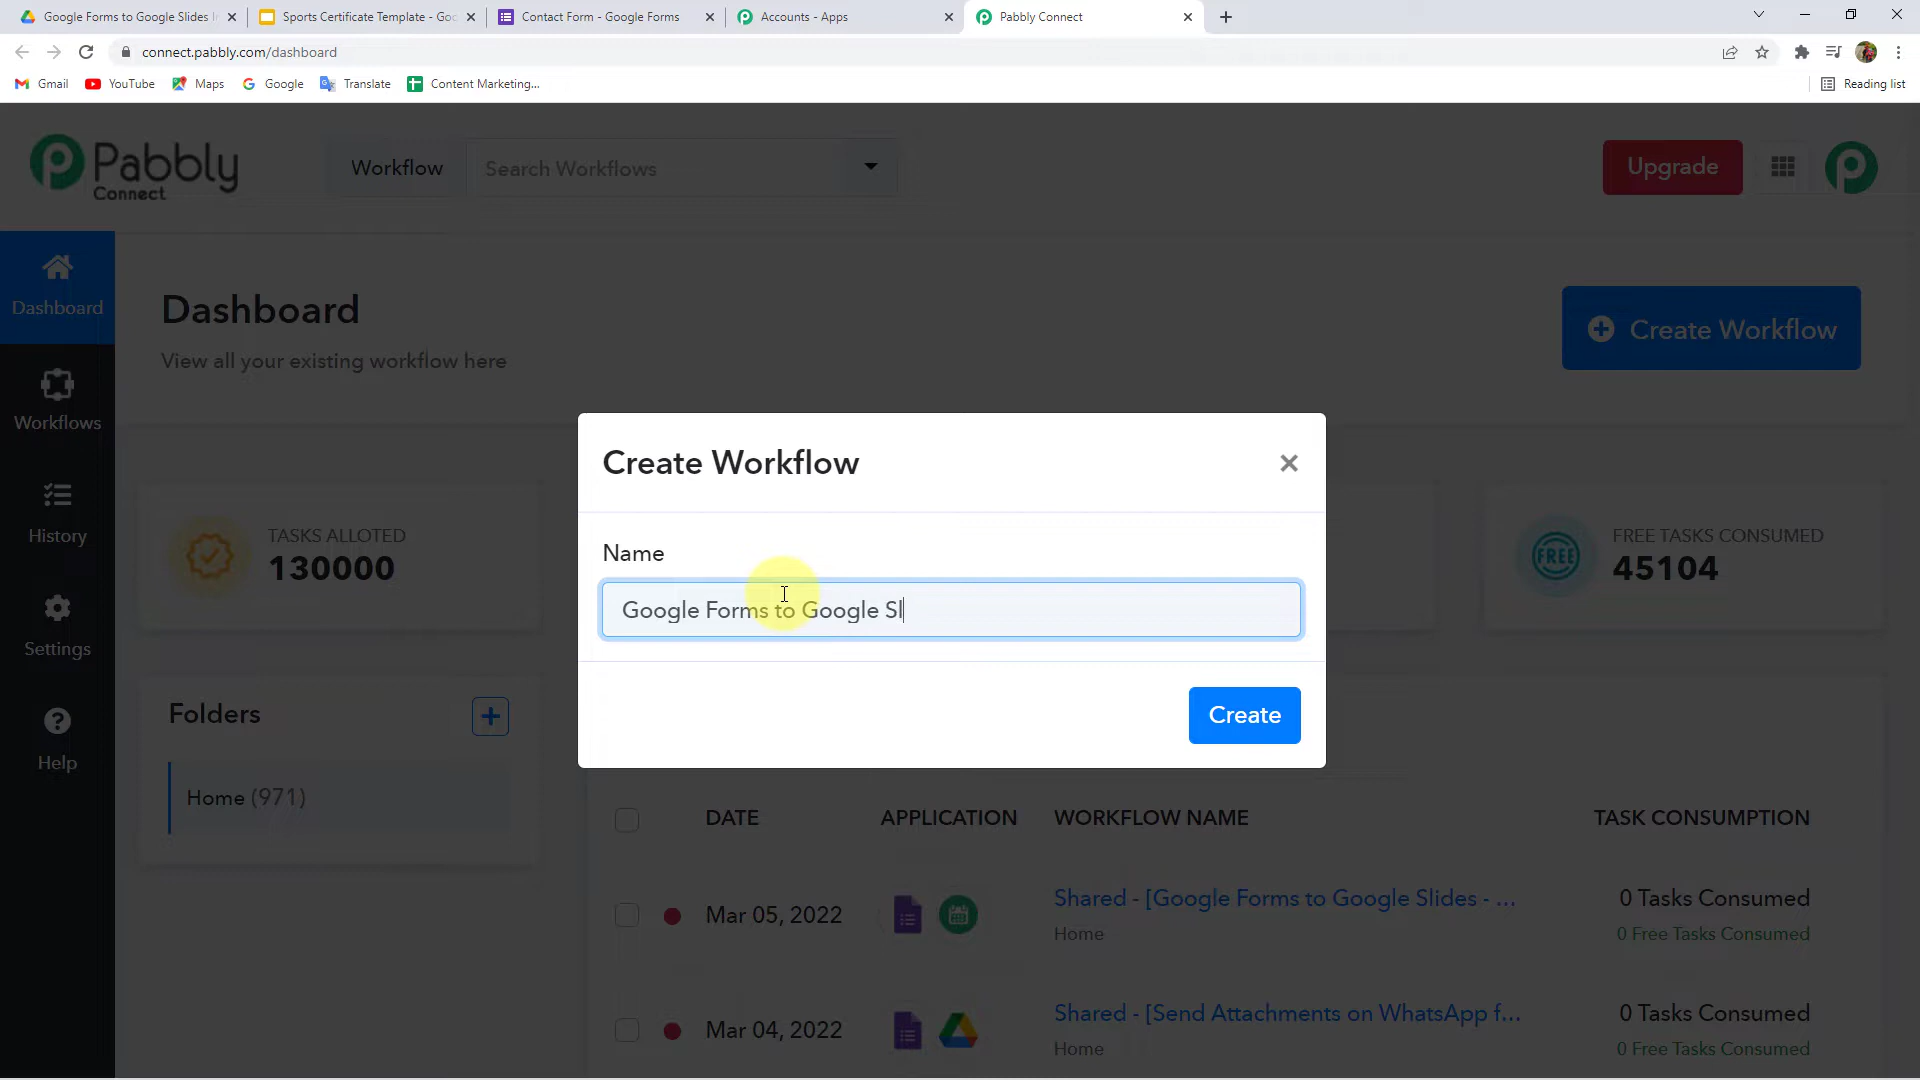 Google Forms to Google Slides I
Sports Certificate Template - Goo
Contact Form - Google Forms
Accounts - Apps
Pabbly Connect
connect.pabbly.com/dashboard
Gmail
YouTube
Maps
Google
Translate
Content Marketing...
Reading list
Pabbly
Connect
Workflow
Search Workflows
Upgrade
Dashboard
Workflows
History
Settings
Help
Dashboard
View all your existing workflow here
Create Workflow
TASKS ALLOTED
130000
FREE
FREE TASKS CONSUMED
45104
Create Workflow
Name
Google Forms to Google Sl
Create
Folders
Home (971)
DATE
APPLICATION
WORKFLOW NAME
TASK CONSUMPTION
Mar 05, 2022
Shared - [Google Forms to Google Slides - ...
Home
0 Tasks Consumed
0 Free Tasks Consumed
Mar 04, 2022
Shared - [Send Attachments on WhatsApp f...
Home
0 Tasks Consumed
0 Free Tasks Consumed